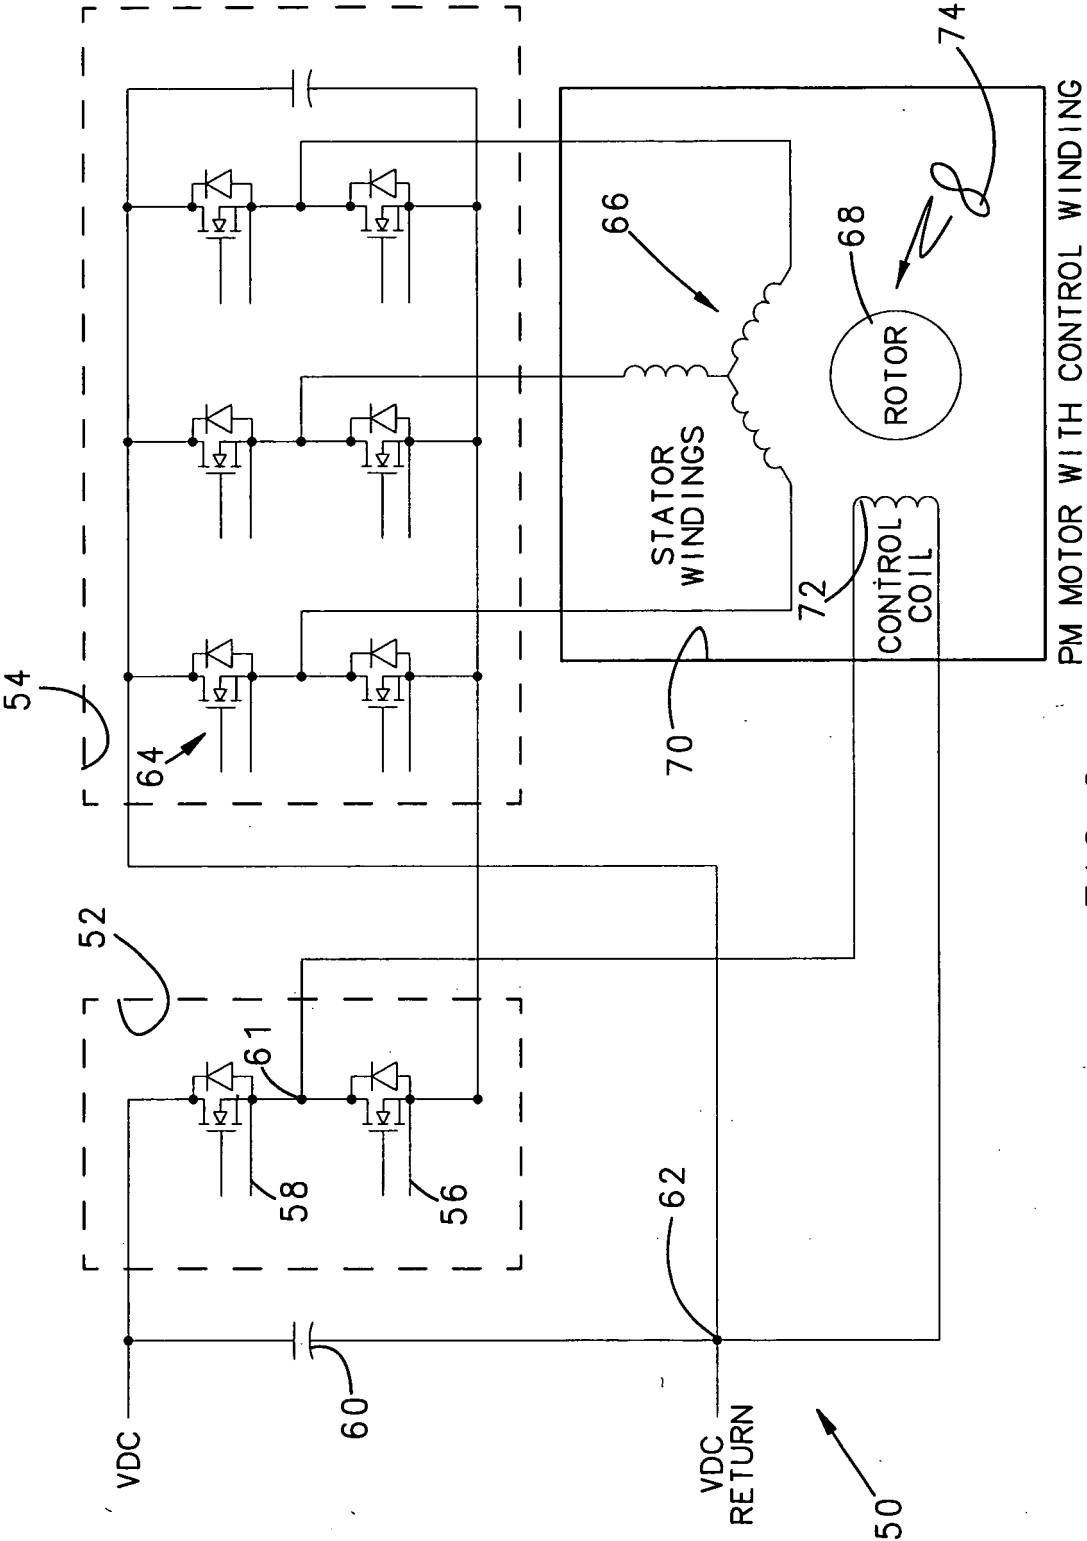 54
64
52
61
58
56
60
VDC
62
VDC
RETURN
50
66
STATOR
WINDINGS
68
ROTOR
74
72
CONTROL
COIL
70
PM MOTOR WITH CONTROL WINDING